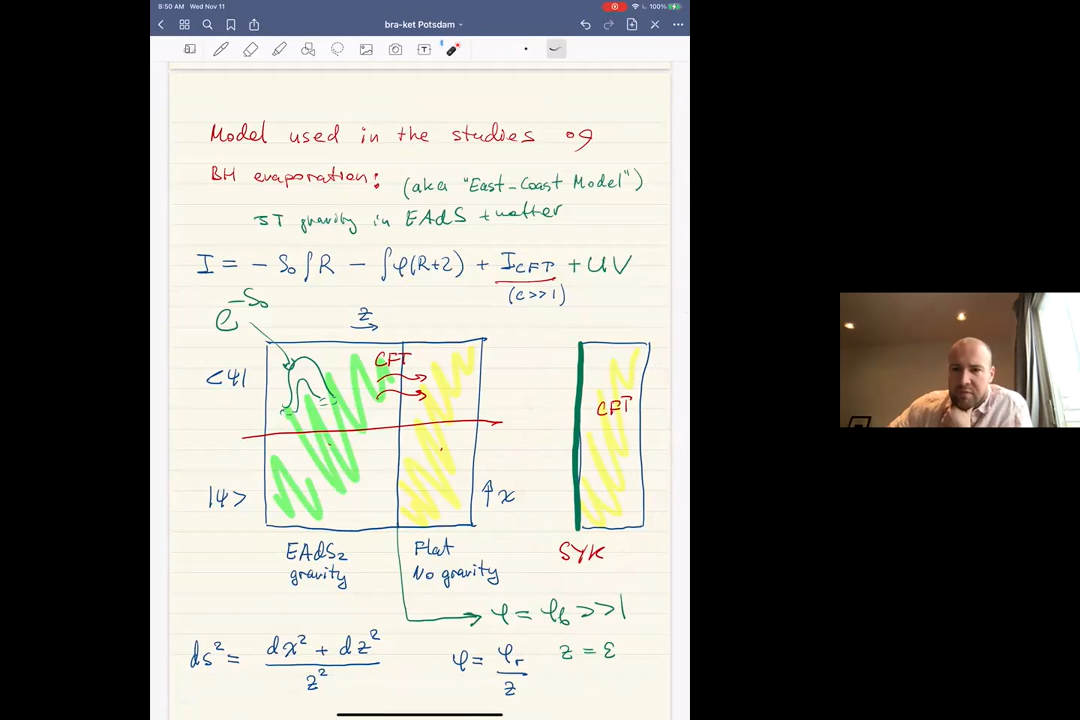 8:50 AM Wed Nov 11
100%
bra-ket Potsdam
Model used in the studies of
BH evaporation: (aka "East-Coast Model")
JT gravity in EAdS + matter
I = - S₀ ∫R - ∫φ(R+2) + I_CFT + UV
(c >> 1)
e^{-S₀}
z →
<ψ|
CFT
CFT
|ψ>
↑ x
EAdS₂
gravity
Flat
No gravity
SYK
φ = φ_b >> 1
z = ε
ds² = (dx² + dz²)/z²
φ = φ_r/z